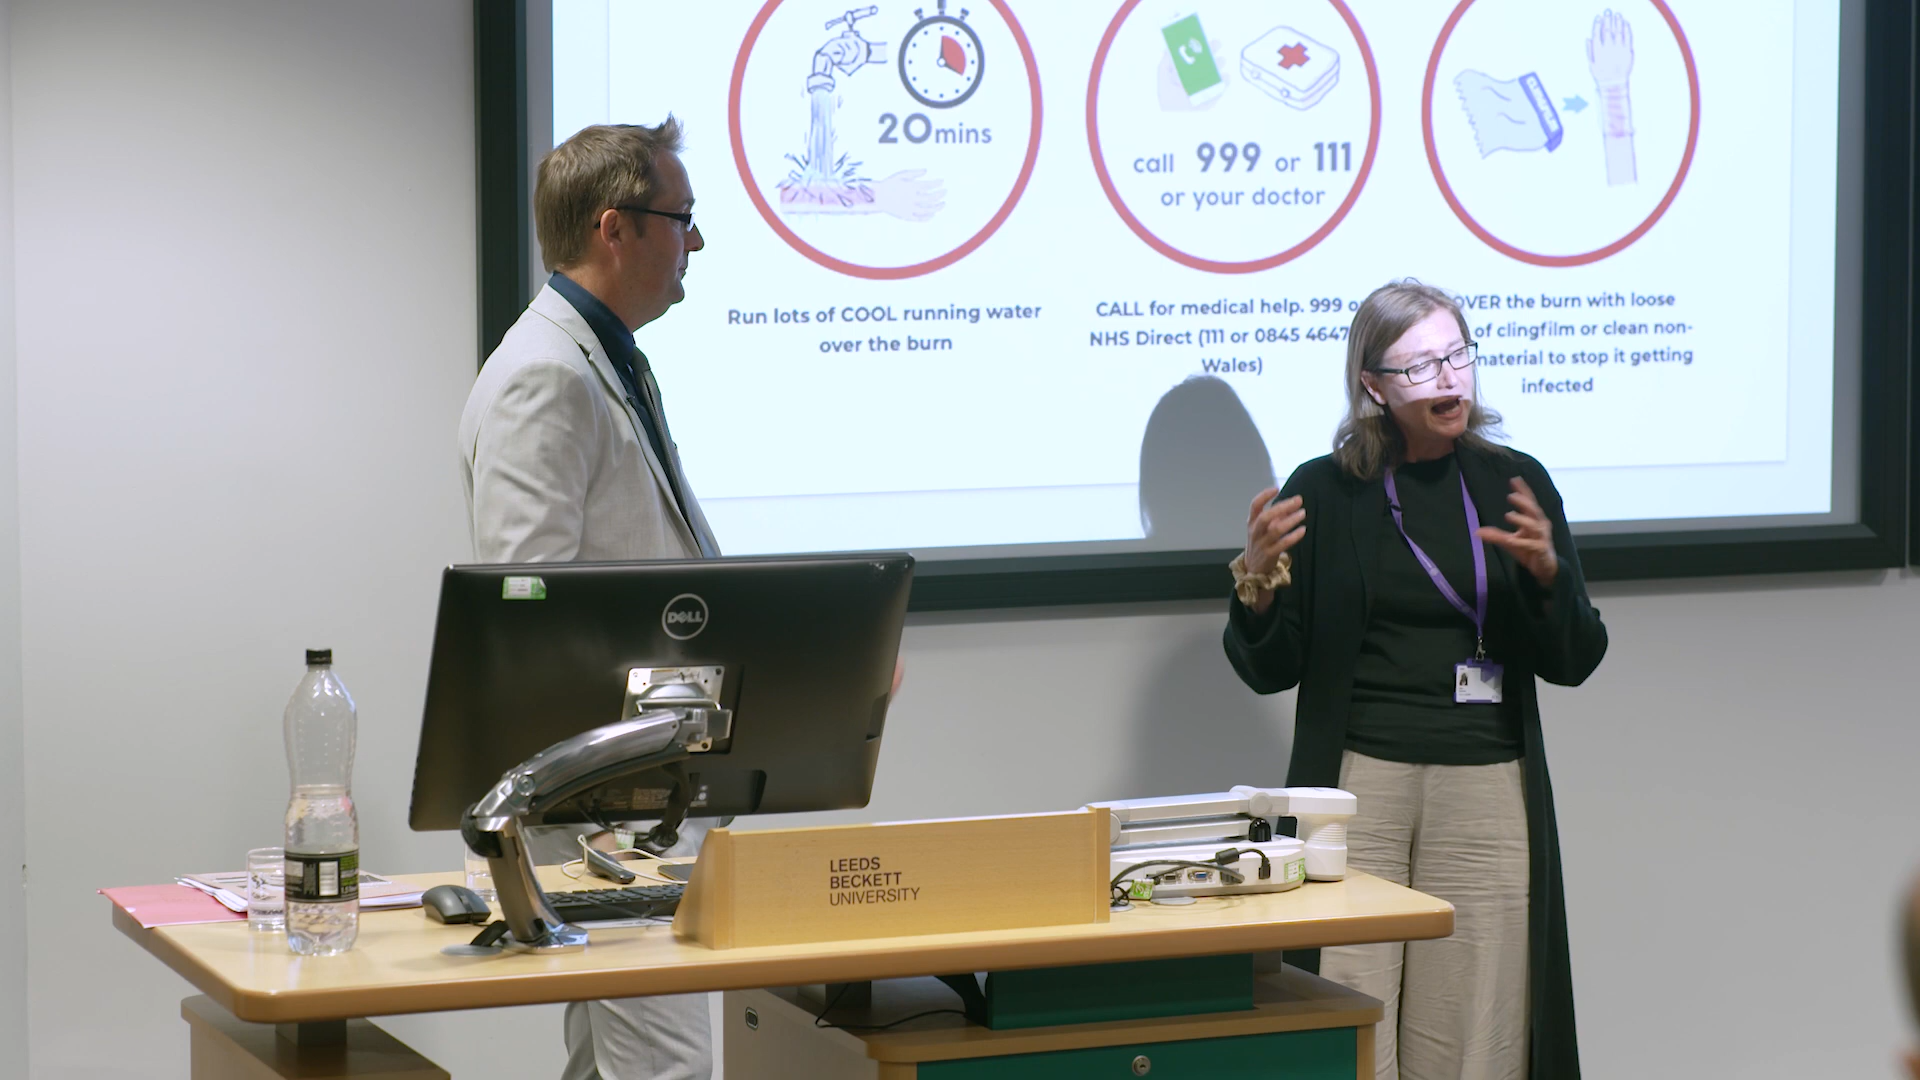 20mins
call 999 or 111
or your doctor
Run lots of COOL running water
over the burn
CALL for medical help. 999 o
NHS Direct (111 or 0845 4647
Wales)
OVER the burn with loose
of clingfilm or clean non-
material to stop it getting
infected
DELL
LEEDS
BECKETT
UNIVERSITY